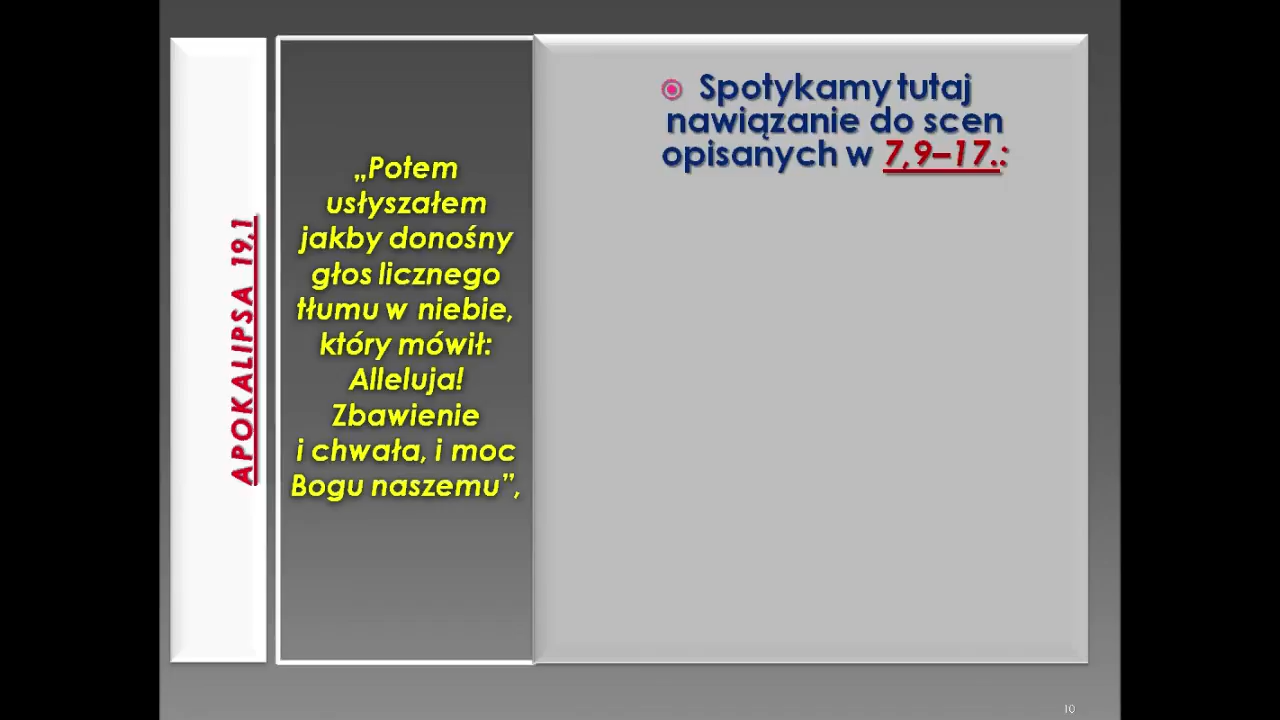 APOKALIPSA 19,1
„Potem
usłyszałem
jakby donośny
głos licznego
tłumu w niebie,
który mówił:
Alleluja!
Zbawienie
i chwała, i moc
Bogu naszemu”,
Spotykamy tutaj
nawiązanie do scen
opisanych w 7,9–17.:
10